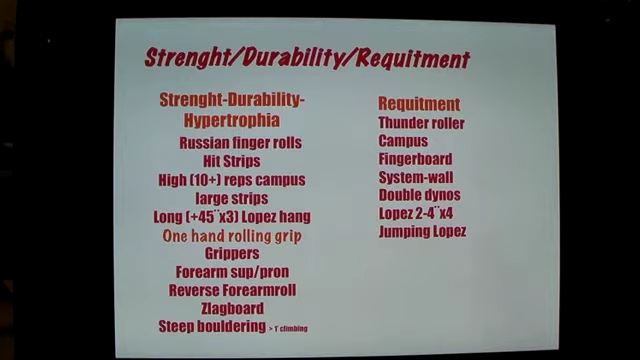 Strenght/Durability/Requitment
Strenght-Durability-
Hypertrophia
Russian finger rolls
Hit Strips
High (10+) reps campus
large strips
Long (+45¨x3) Lopez hang
One hand rolling grip
Grippers
Forearm sup/pron
Reverse Forearmroll
Zlagboard
Steep bouldering > 1' climbing
Requitment
Thunder roller
Campus
Fingerboard
System-wall
Double dynos
Lopez 2-4¨x4
Jumping Lopez